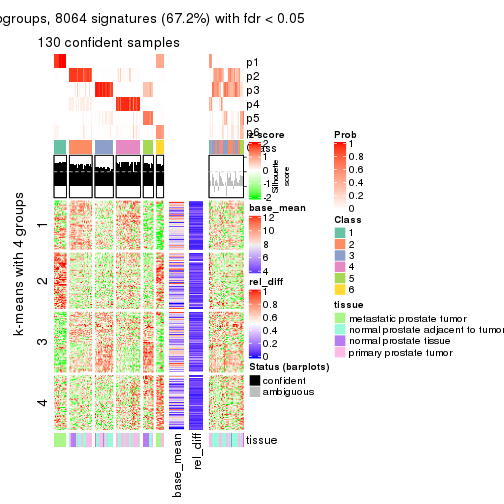 ogroups, 8064 signatures (67.2%) with fdr < 0.05
130 confident samples
p1
p2
p3
p4
p5
p6
Class
Silhouette
score
1
2
3
4
k-means with 4 groups
base_mean
rel_diff
tissue
z-score
2
1
0
-1
-2
base_mean
12
10
8
6
4
rel_diff
1
0.8
0.6
0.4
0.2
0
Status (barplots)
confident
ambiguous
Prob
1
0.8
0.6
0.4
0.2
0
Class
1
2
3
4
5
6
tissue
metastatic prostate tumor
normal prostate adjacent to tumor
normal prostate tissue
primary prostate tumor